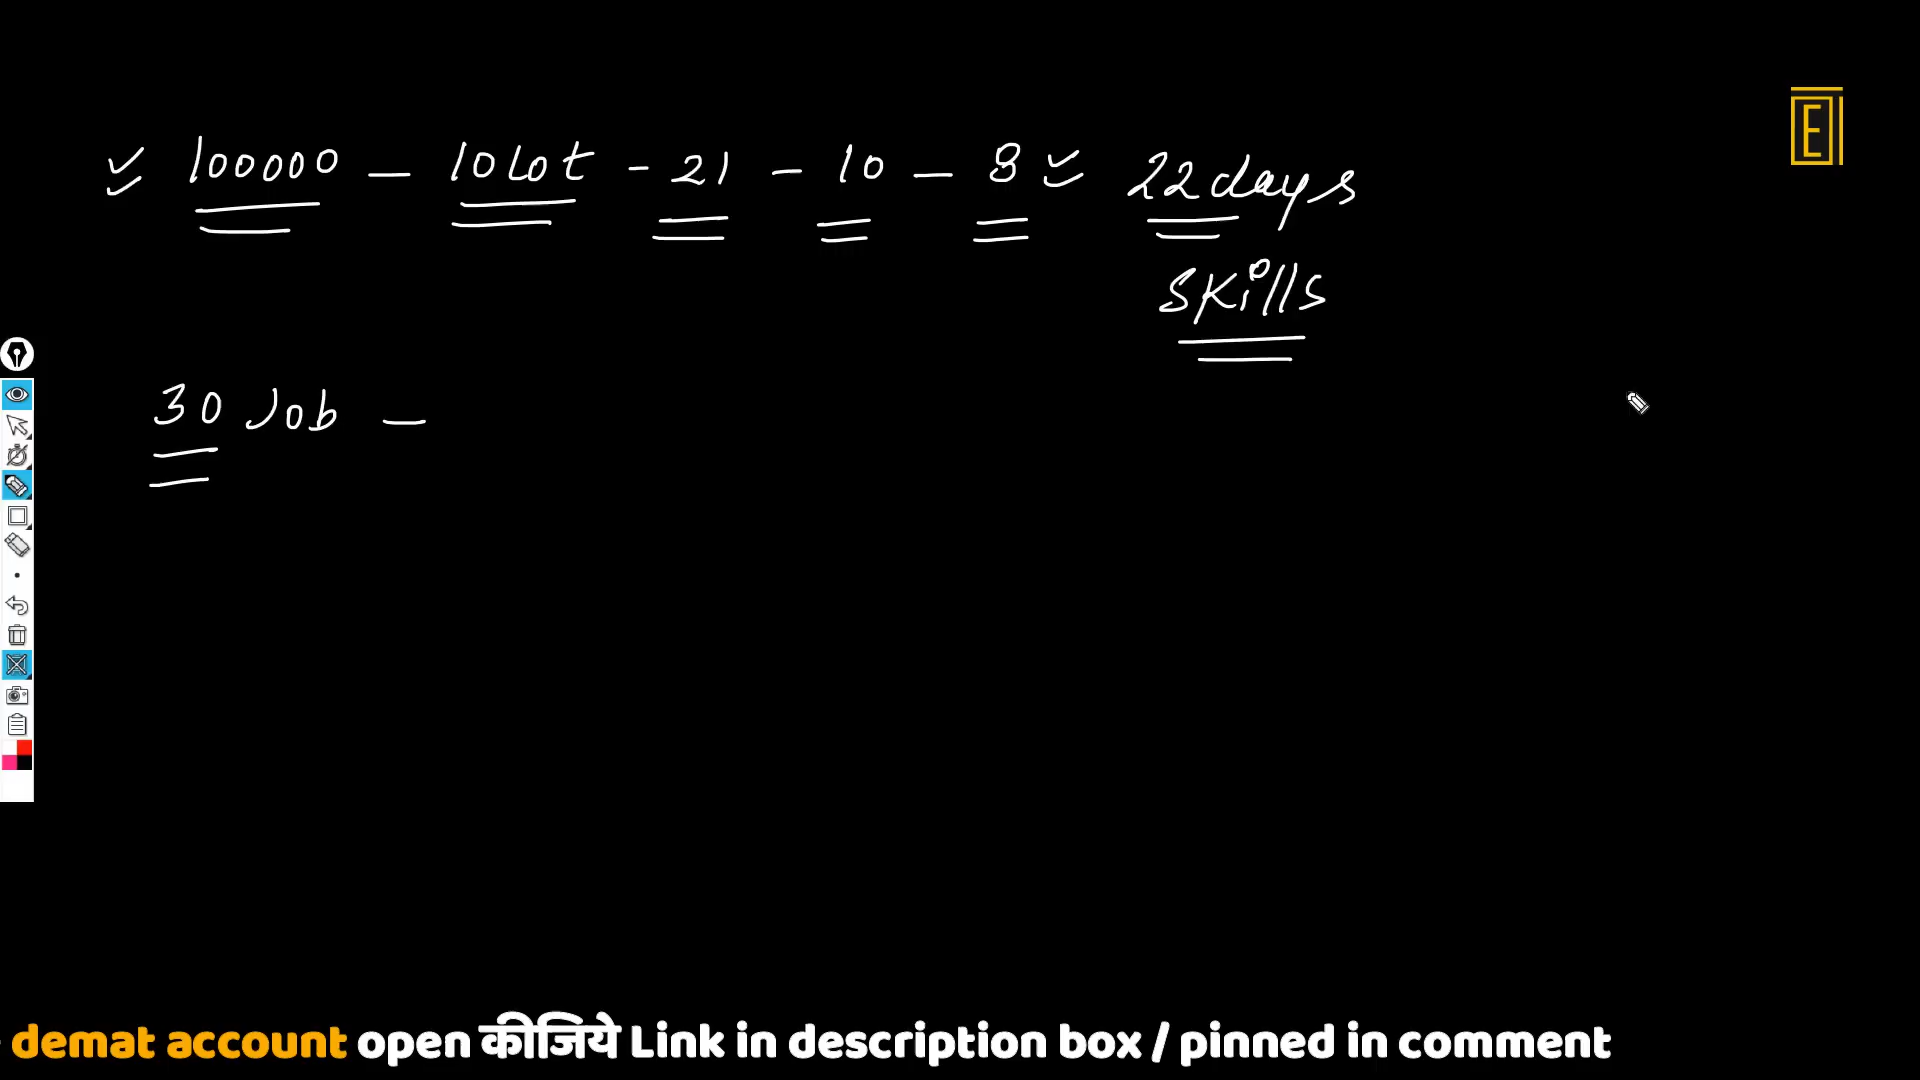 100000 - 10 Lot - 21 - 10 - 8 22 days
Skills
30 Job -
E
demat account open कीजिये Link in description box / pinned in comment